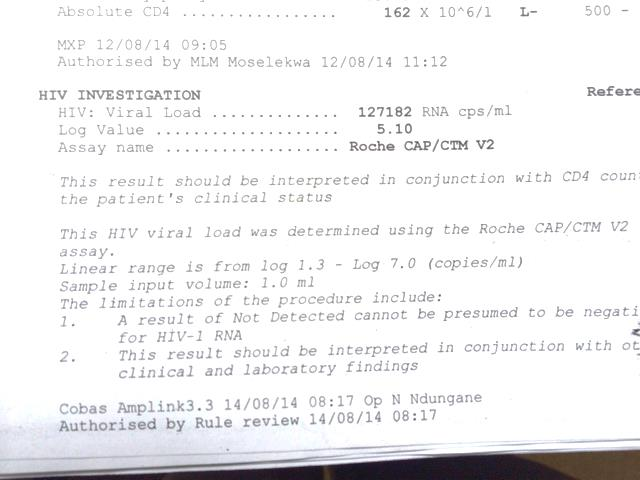 Absolute CD4 ................ 162 X 10^6/l L- 500 -
MXP 12/08/14 09:05
Authorised by MLM Moselekwa 12/08/14 11:12
HIV INVESTIGATION
HIV: Viral Load .............. 127182 RNA cps/ml
Log Value .................... 5.10
Assay name ................... Roche CAP/CTM V2
This result should be interpreted in conjunction with CD4
the patient's clinical status
This HIV viral load was determined using the Roche CAP/CTM V2
assay.
Linear range is from log 1.3 - Log 7.0 (copies/ml)
Sample input volume: 1.0 ml
The limitations of the procedure include:
1. A result of Not Detected cannot be presumed to be
for HIV-1 RNA
2. This result should be interpreted in conjunction with
clinical and laboratory findings
Cobas Amplink3.3 14/08/14 08:17 Op N Ndungane
Authorised by Rule review 14/08/14 08:17